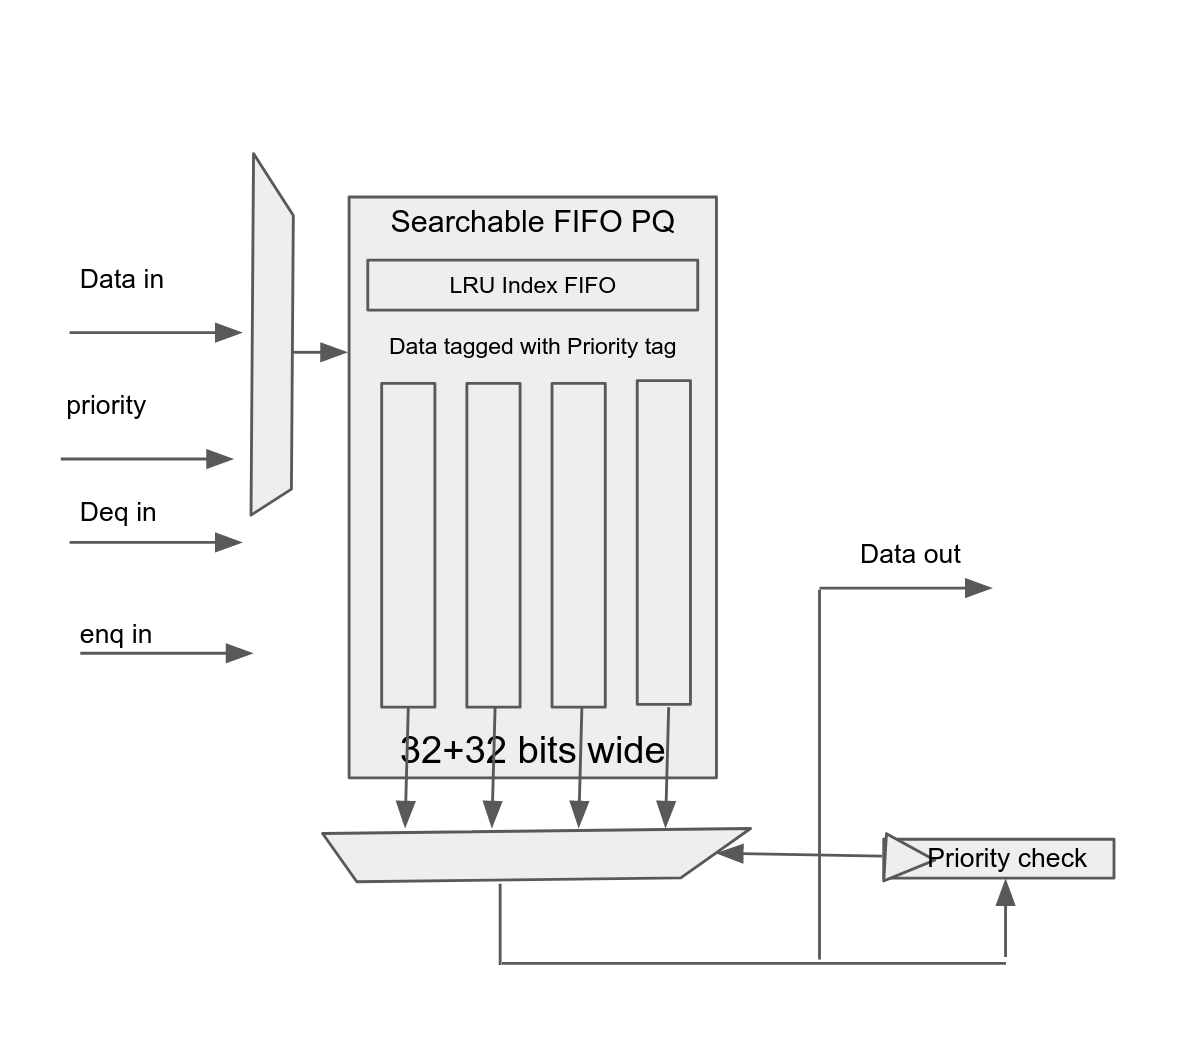 Searchable FIFO PQ
LRU Index FIFO
Data tagged with Priority tag
Data in
priority
Deq in
enq in
32+32 bits wide
Data out
Priority check